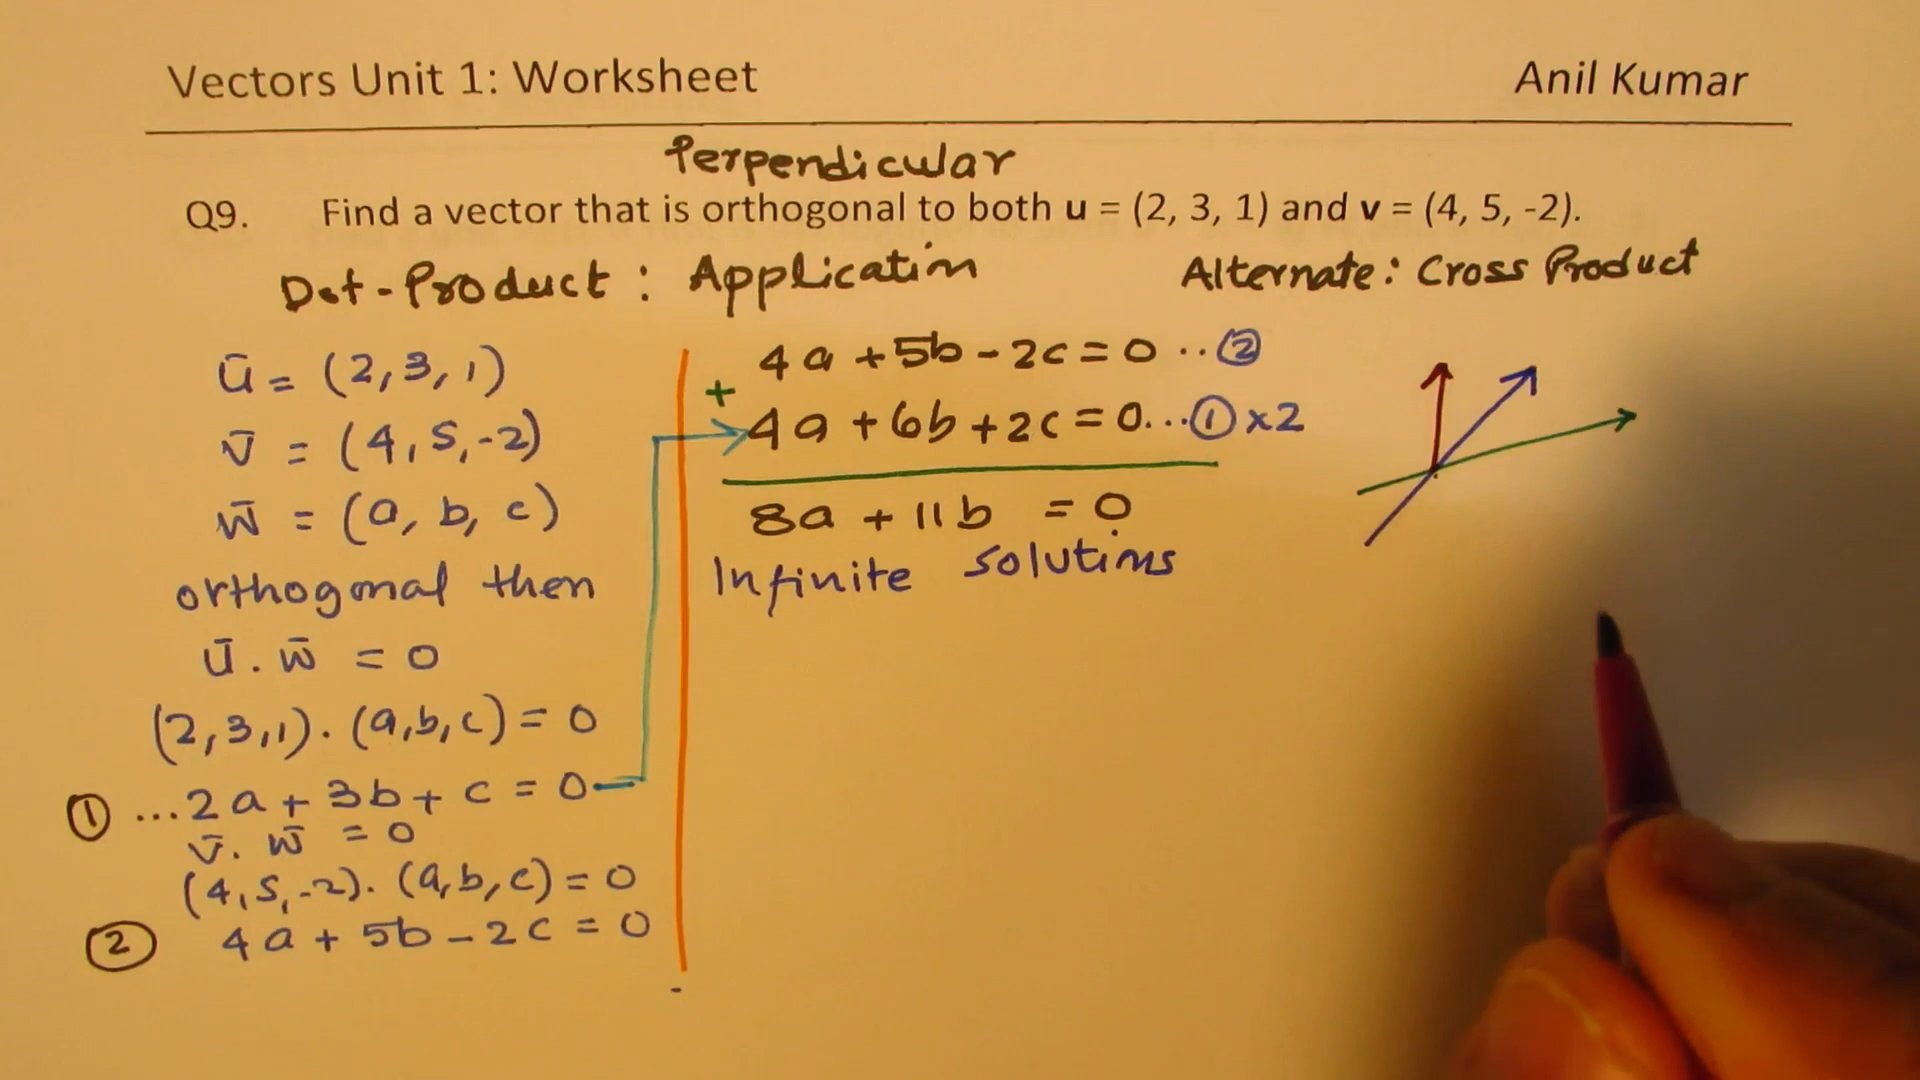 Vectors Unit 1: Worksheet Anil Kumar
Perpendicular
Q9. Find a vector that is orthogonal to both u = (2, 3, 1) and v = (4, 5, -2).
Dot-Product: Application
Alternate: Cross Product
ū = (2, 3, 1)
v̄ = (4, 5, -2)
w̄ = (a, b, c)
orthogonal then
ū . w̄ = 0
(2,3,1) . (a,b,c) = 0
① ...2a + 3b + c = 0
v̄ . w̄ = 0
(4,5,-2) . (a,b,c) = 0
② 4a + 5b - 2c = 0
4a + 5b - 2c = 0 ..②
+
4a + 6b + 2c = 0...① x2
8a + 11b = 0
Infinite solutions